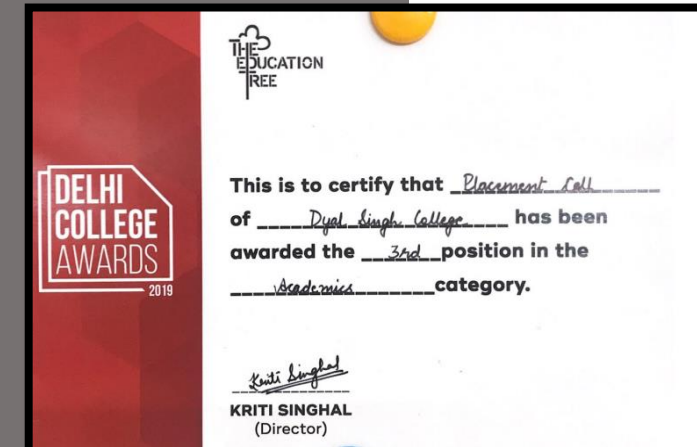 THE
EDUCATION
TREE
DELHI
COLLEGE
AWARDS
2019
This is to certify that Placement Cell
of Dyal Singh College has been
awarded the 3rd position in the
Academics category.
Kriti Singhal
KRITI SINGHAL
(Director)